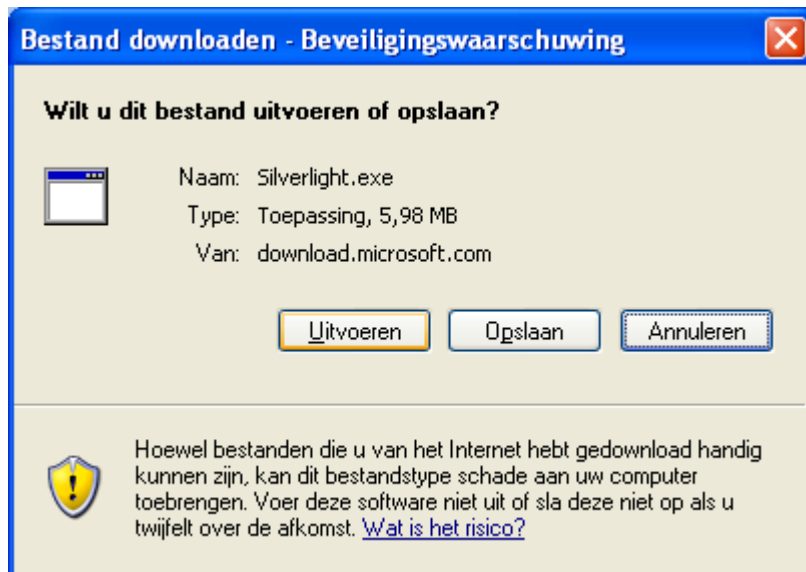 Bestand downloaden - Beveiligingswaarschuwing
Wilt u dit bestand uitvoeren of opslaan?
Naam: Silverlight.exe
Type: Toepassing, 5,98 MB
Van: download.microsoft.com
Uitvoeren Opslaan Annuleren
Hoewel bestanden die u van het Internet hebt gedownload handig
kunnen zijn, kan dit bestandstype schade aan uw computer
toebrengen. Voer deze software niet uit of sla deze niet op als u
twijfelt over de afkomst. Wat is het risico?